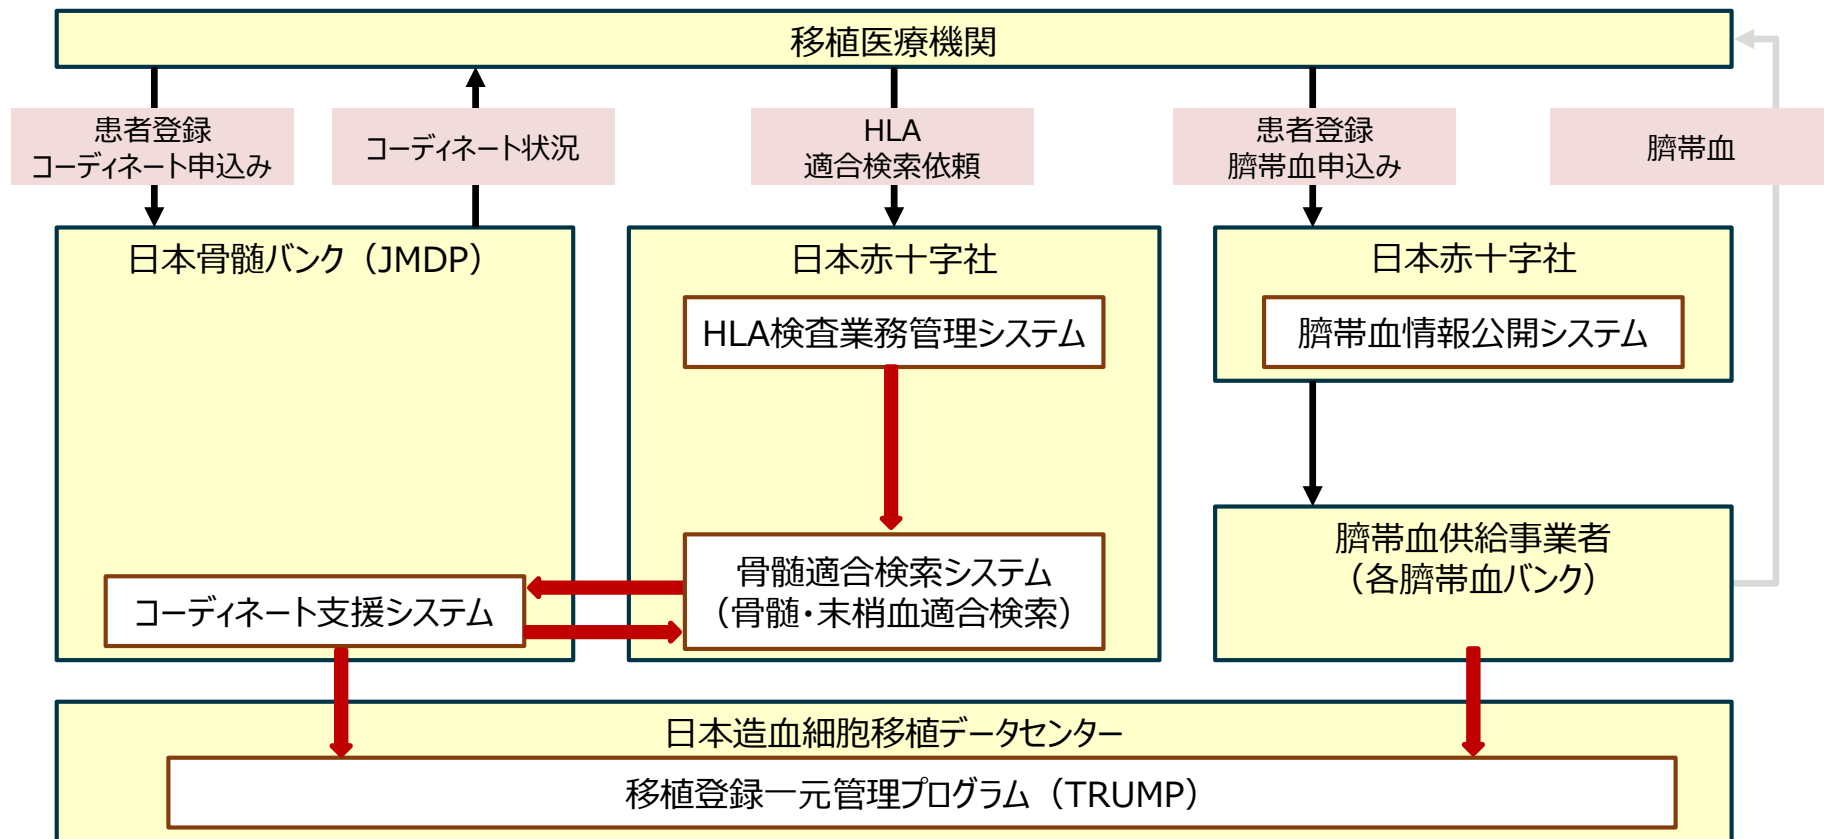 移植医療機関
患者登録
コーディネート申込み
コーディネート状況
HLA
適合検索依頼
患者登録
臍帯血申込み
臍帯血
日本骨髄バンク（JMDP）
日本赤十字社
日本赤十字社
HLA検査業務管理システム
臍帯血情報公開システム
骨髄適合検索システム
（骨髄・末梢血適合検索）
臍帯血供給事業者
（各臍帯血バンク）
コーディネート支援システム
日本造血細胞移植データセンター
移植登録一元管理プログラム（TRUMP）